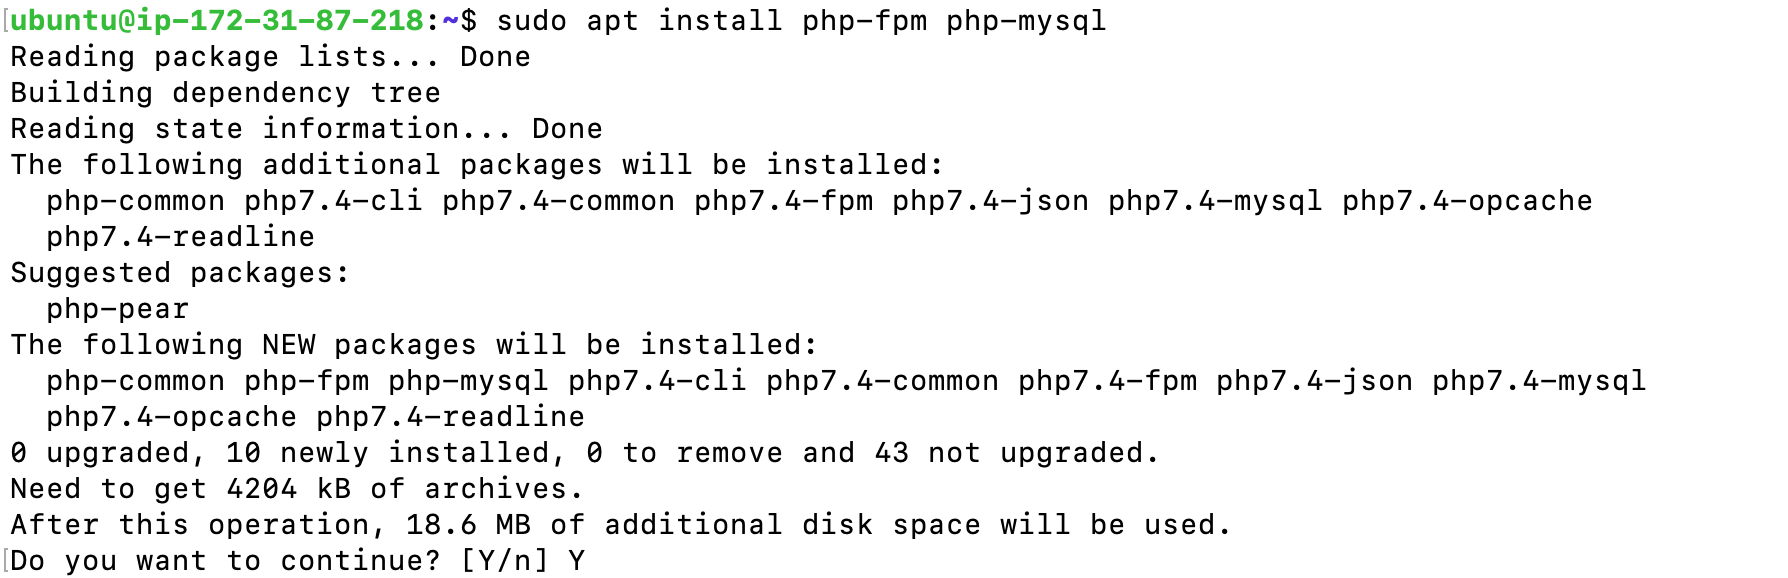 ubuntu@ip-172-31-87-218:~$ sudo apt install php-fpm php-mysql
Reading package lists... Done
Building dependency tree
Reading state information... Done
The following additional packages will be installed:
  php-common php7.4-cli php7.4-common php7.4-fpm php7.4-json php7.4-mysql php7.4-opcache
  php7.4-readline
Suggested packages:
  php-pear
The following NEW packages will be installed:
  php-common php-fpm php-mysql php7.4-cli php7.4-common php7.4-fpm php7.4-json php7.4-mysql
  php7.4-opcache php7.4-readline
0 upgraded, 10 newly installed, 0 to remove and 43 not upgraded.
Need to get 4204 kB of archives.
After this operation, 18.6 MB of additional disk space will be used.
Do you want to continue? [Y/n] Y